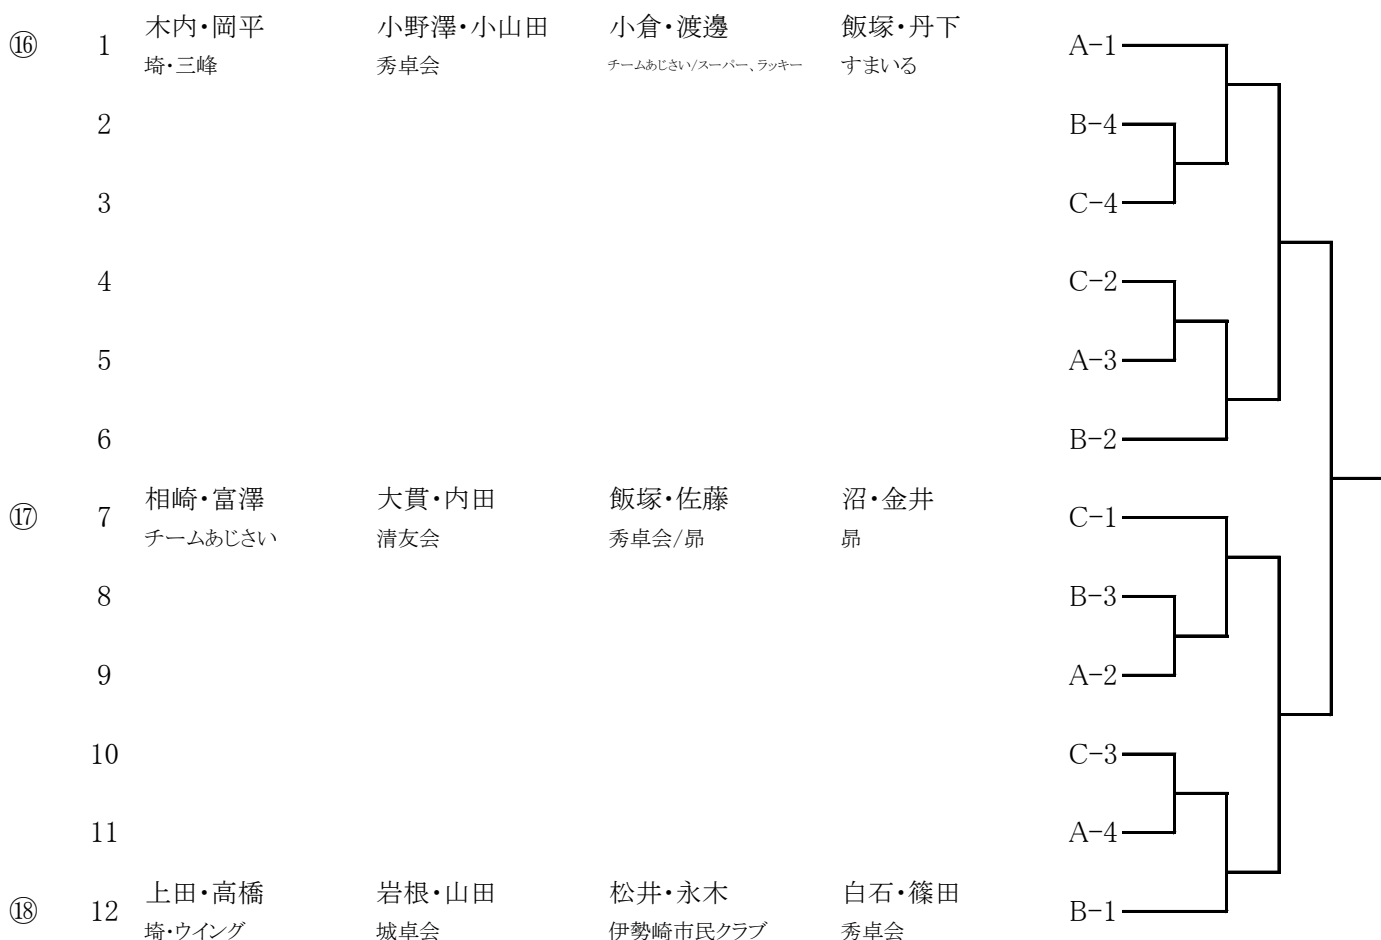 ⑯ 1 木内・岡平 小野澤・小山田 小倉・渡邊 飯塚・丹下 A-1
埼・三峰 秀卓会 チームあじさい/スーパー、ラッキー すまいる
2 B-4
3 C-4
4 C-2
5 A-3
6 B-2
⑰ 7 相崎・富澤 大貫・内田 飯塚・佐藤 沼・金井 C-1
チームあじさい 清友会 秀卓会/昴 昴
8 B-3
9 A-2
10 C-3
11 A-4
⑱ 12 上田・高橋 岩根・山田 松井・永木 白石・篠田 B-1
埼・ウイング 城卓会 伊勢崎市民クラブ 秀卓会